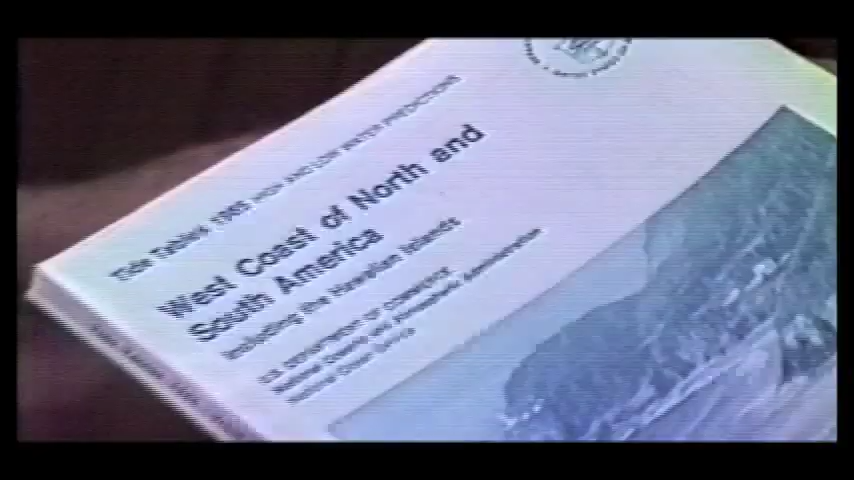 Tide Tables HIGH AND LOW WATER PREDICTIONS
West Coast of North and
South America
Including the Hawaiian Islands
U.S. DEPARTMENT OF COMMERCE
National Oceanic and Atmospheric Administration
National Ocean Service